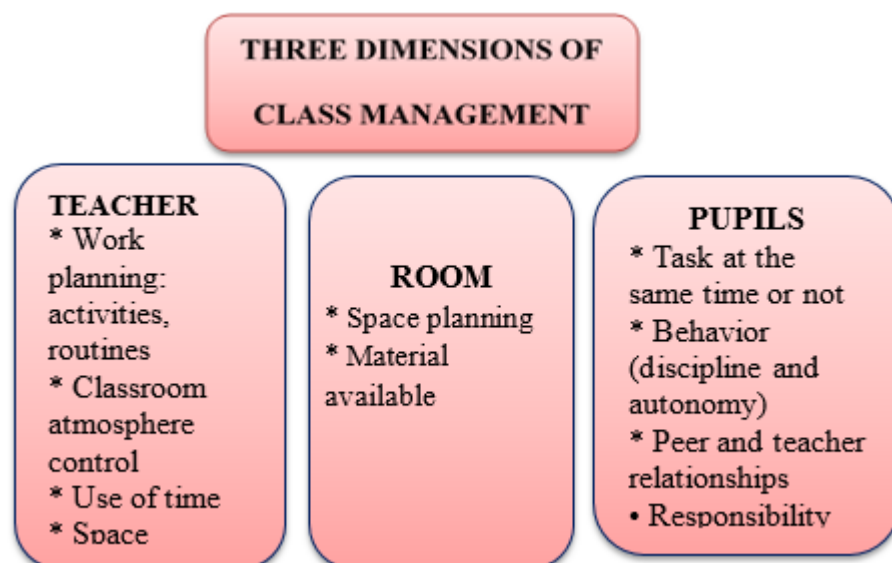 THREE DIMENSIONS OF
CLASS MANAGEMENT
TEACHER
* Work
planning:
activities,
routines
* Classroom
atmosphere
control
* Use of time
* Space
ROOM
* Space planning
* Material
available
PUPILS
* Task at the
same time or not
* Behavior
(discipline and
autonomy)
* Peer and teacher
relationships
• Responsibility